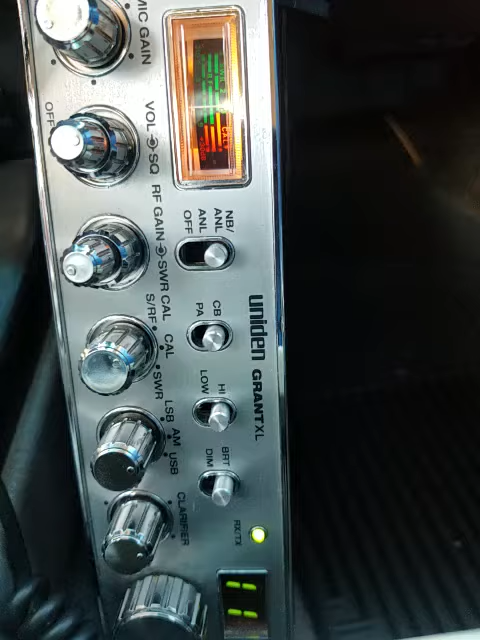 MIC GAIN
OFF
VOL SQ
RF GAIN SWR CAL
S/RF
CAL
SWR
LSB
AM
USB
CLARIFIER
NB/
ANL
ANL
OFF
CB
PA
HI
LOW
BRT
DIM
uniden GRANT XL
RX/TX